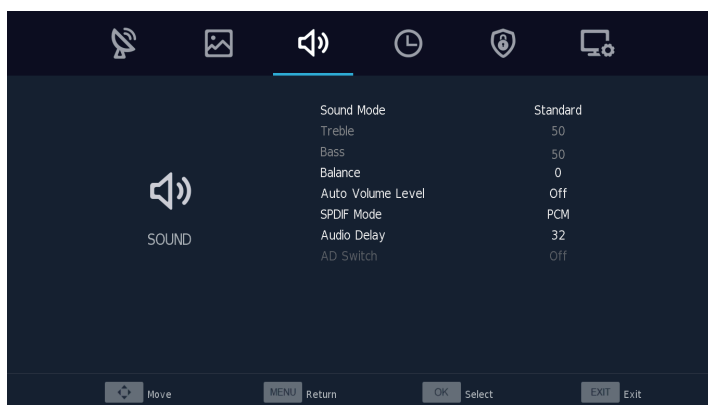 Sound Mode Standard
Treble 50
Bass 50
Balance 0
Auto Volume Level Off
SPDIF Mode PCM
Audio Delay 32
AD Switch Off
SOUND
Move MENU Return OK Select EXIT Exit